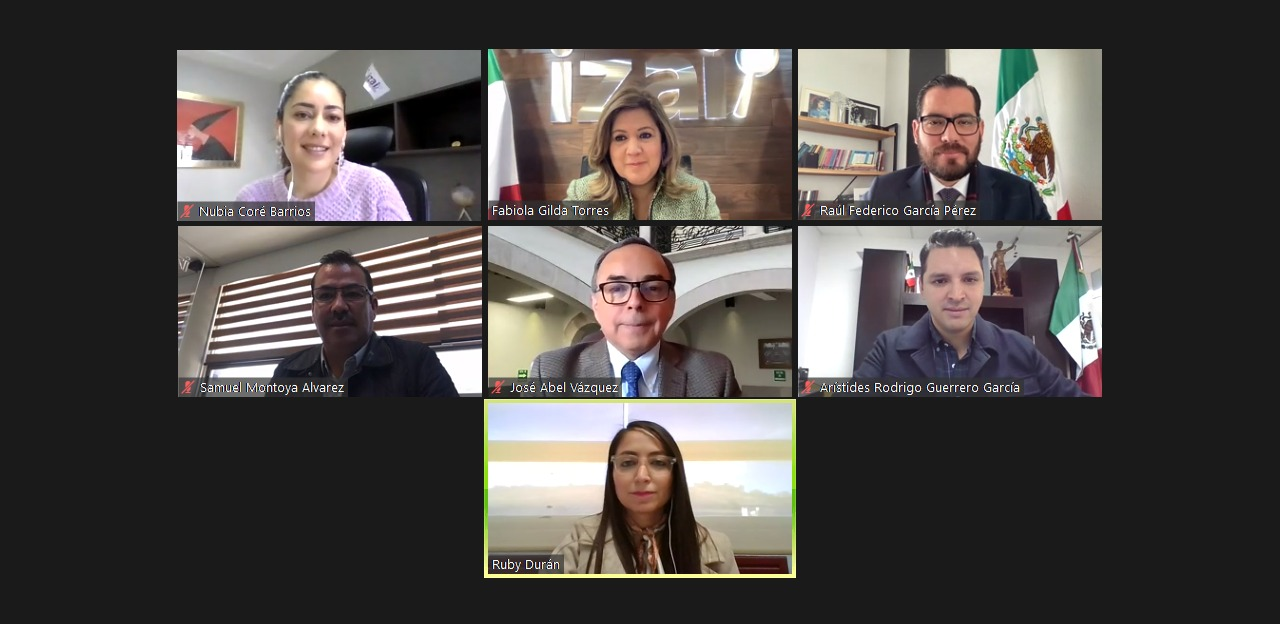 izai
Nubia Coré Barrios
Fabiola Gilda Torres
Raúl Federico García Pérez
Samuel Montoya Alvarez
José Abel Vázquez
Arístides Rodrigo Guerrero García
Ruby Durán